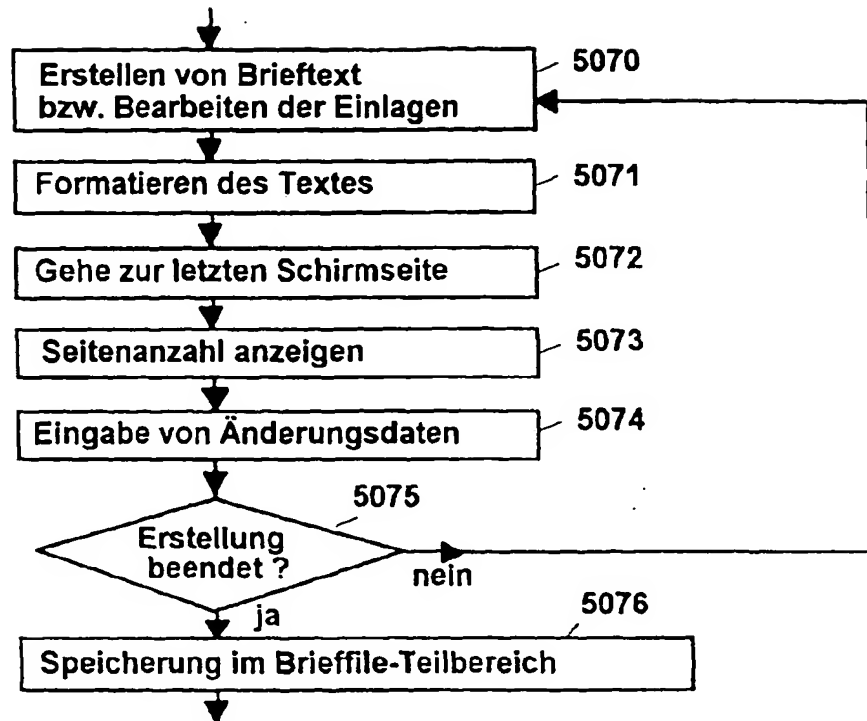 Erstellen von Brieftext
bzw. Bearbeiten der Einlagen
5070
Formatieren des Textes
5071
Gehe zur letzten Schirmseite
5072
Seitenanzahl anzeigen
5073
Eingabe von Änderungsdaten
5074
5075
Erstellung
beendet ?
nein
ja
5076
Speicherung im Brieffile-Teilbereich